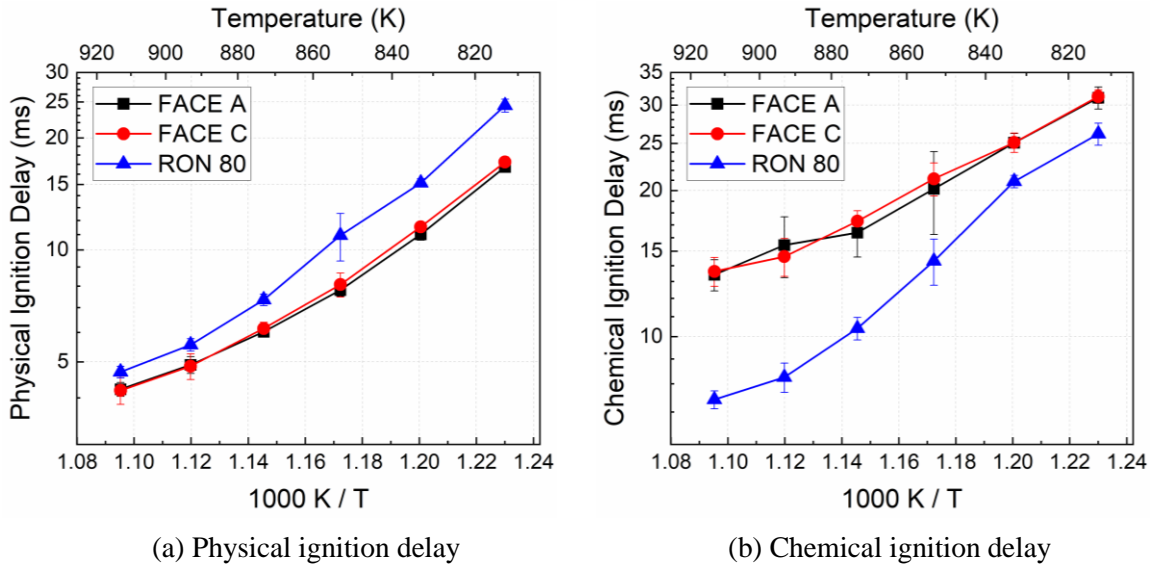 Temperature (K)
920 900 880 860 840 820
30
25
20
15
10
5
Physical Ignition Delay (ms)
FACE A
FACE C
RON 80
1.08 1.10 1.12 1.14 1.16 1.18 1.20 1.22 1.24
1000 K / T
(a) Physical ignition delay
Temperature (K)
920 900 880 860 840 820
35
30
25
20
15
10
Chemical Ignition Delay (ms)
FACE A
FACE C
RON 80
1.08 1.10 1.12 1.14 1.16 1.18 1.20 1.22 1.24
1000 K / T
(b) Chemical ignition delay